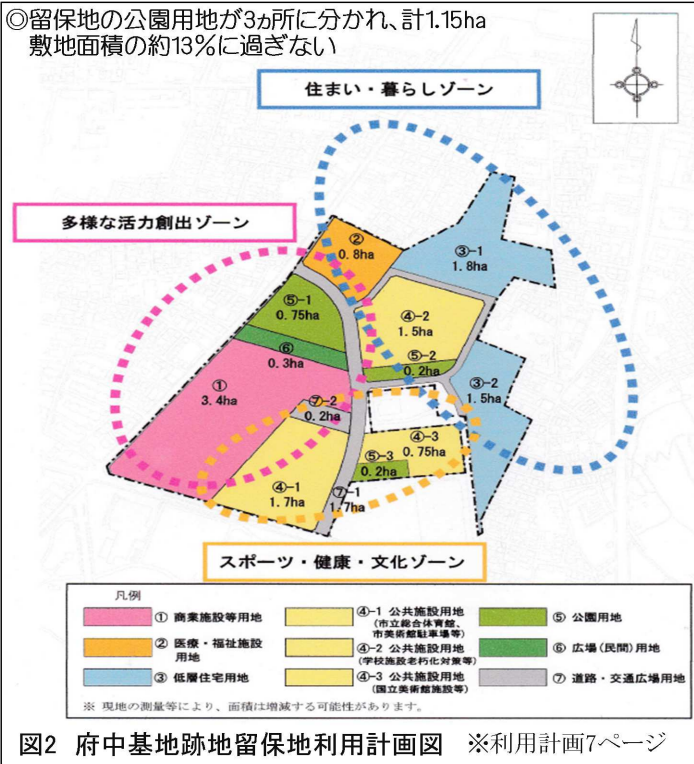 ◎留保地の公園用地が3ヵ所に分かれ、計1.15ha
敷地面積の約13%に過ぎない
住まい・暮らしゾーン
多様な活力創出ゾーン
②
0.8ha
③-1
1.8ha
⑤-1
0.75ha
④-2
1.5ha
⑥
0.3ha
⑤-2
0.2ha
①
3.4ha
③-2
1.5ha
⑦-2
0.2ha
④-3
0.75ha
⑤-3
0.2ha
④-1
1.7ha
⑦-1
1.7ha
スポーツ・健康・文化ゾーン
凡例
① 商業施設等用地
② 医療・福祉施設
用地
③ 低層住宅用地
④-1 公共施設用地
(市立総合体育館、
市美術館駐車場等)
④-2 公共施設用地
(学校施設老朽化対策等)
④-3 公共施設用地
(国立美術館施設等)
⑤ 公園用地
⑥ 広場(民間)用地
⑦ 道路・交通広場用地
※ 現地の測量等により、面積は増減する可能性があります。
図2 府中基地跡地留保地利用計画図 ※利用計画7ページ